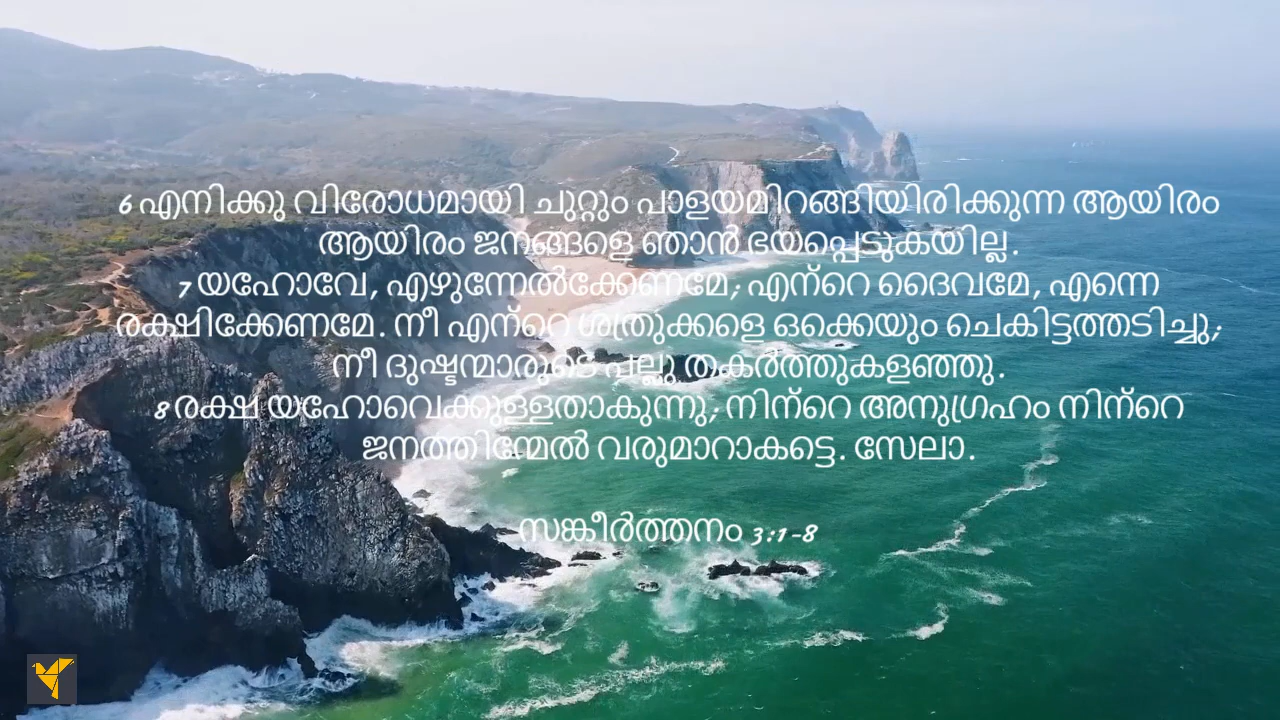 6 എനിക്കു വിരോധമായി ചുറ്റും പാളയമിറങ്ങിയിരിക്കുന്ന ആയിരം
ആയിരം ജനങ്ങളെ ഞാൻ ഭയപ്പെടുകയില്ല.
7 യഹോവേ, എഴുന്നേൽക്കേണമേ; എന്റെ ദൈവമേ, എന്നെ
രക്ഷിക്കേണമേ. നീ എന്റെ ശത്രുക്കളെ ഒക്കെയും ചെകിട്ടത്തടിച്ചു;
നീ ദുഷ്ടന്മാരുടെ പല്ലു തകർത്തുകളഞ്ഞു.
8 രക്ഷ യഹോവെക്കുള്ളതാകുന്നു; നിന്റെ അനുഗ്രഹം നിന്റെ
ജനത്തിന്മേൽ വരുമാറാകട്ടെ. സേലാ.
സങ്കീർത്തനം 3:1-8